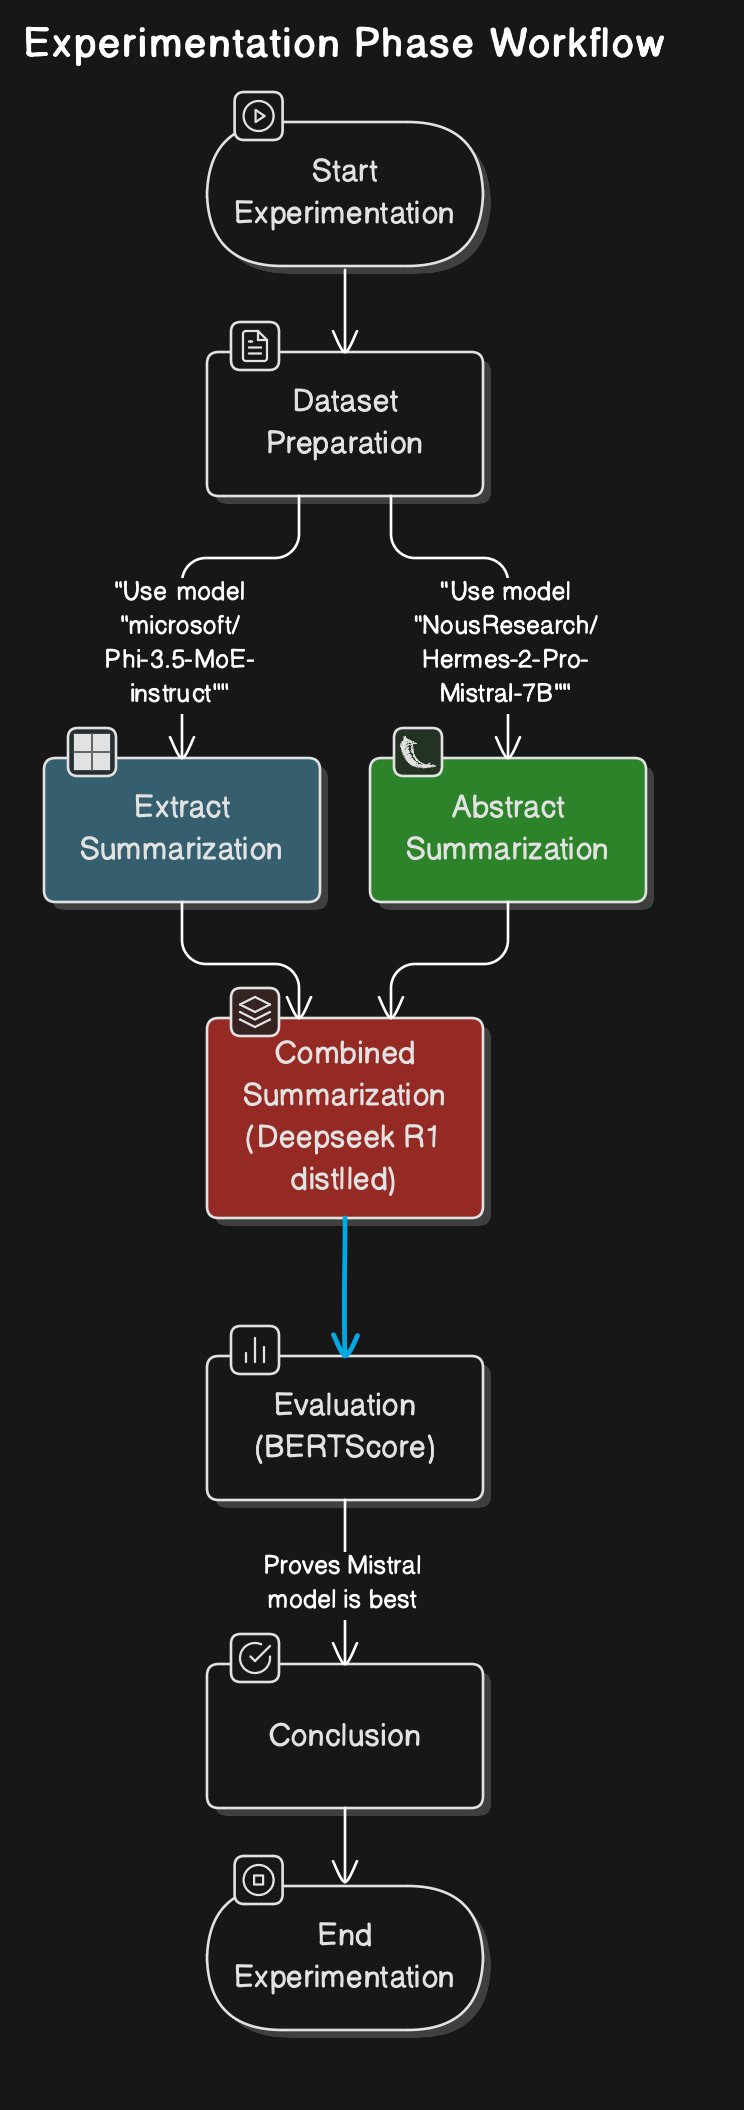 Experimentation Phase Workflow
Start
Experimentation
Dataset
Preparation
"Use model
"microsoft/
Phi-3.5-MoE-
instruct""
"Use model
"NousResearch/
Hermes-2-Pro-
Mistral-7B""
Extract
Summarization
Abstract
Summarization
Combined
Summarization
(Deepseek R1
distlled)
Evaluation
(BERTScore)
Proves Mistral
model is best
Conclusion
End
Experimentation